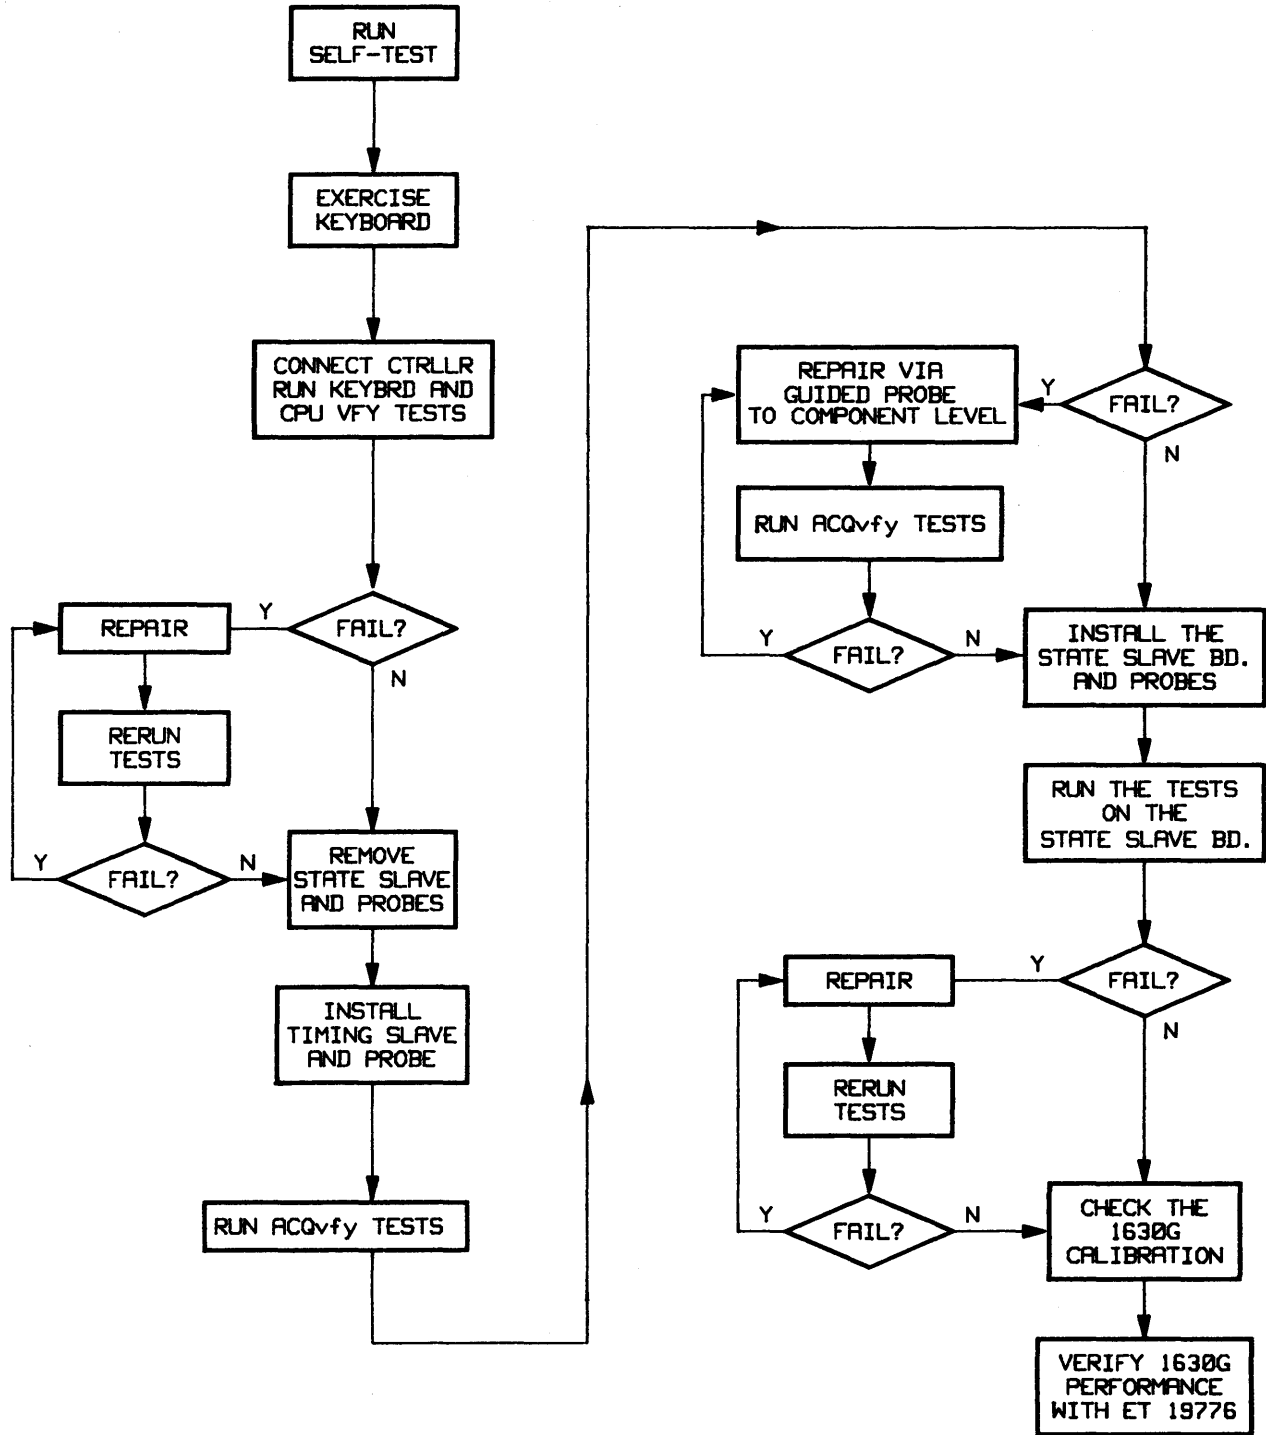 RUN
SELF-TEST
EXERCISE
KEYBOARD
CONNECT CTRLLR
RUN KEYBRD AND
CPU VFY TESTS
FAIL?
Y
N
REPAIR
RERUN
TESTS
FAIL?
Y
N
REMOVE
STATE SLAVE
AND PROBES
INSTALL
TIMING SLAVE
AND PROBE
RUN ACQvfy TESTS
FAIL?
Y
N
REPAIR VIA
GUIDED PROBE
TO COMPONENT LEVEL
RUN ACQvfy TESTS
FAIL?
Y
N
INSTALL THE
STATE SLAVE BD.
AND PROBES
RUN THE TESTS
ON THE
STATE SLAVE BD.
FAIL?
Y
N
REPAIR
RERUN
TESTS
FAIL?
Y
N
CHECK THE
1630G
CALIBRATION
VERIFY 1630G
PERFORMANCE
WITH ET 19776